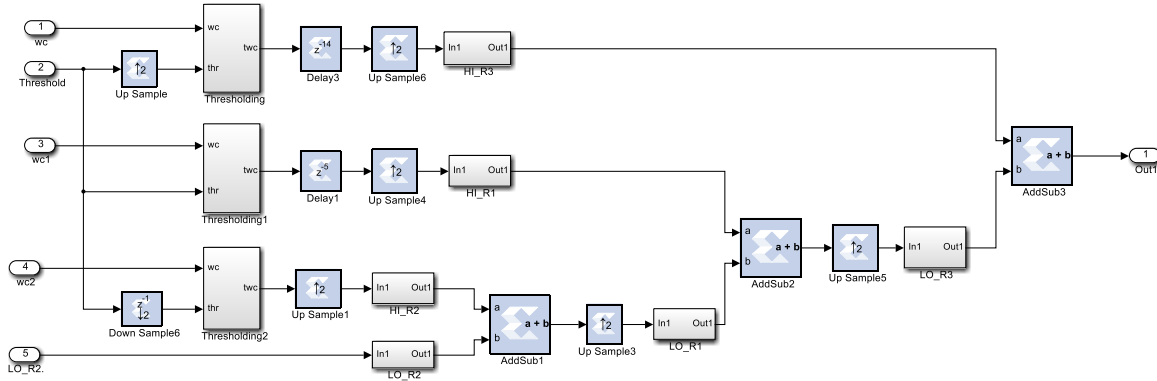 1
wc
2
Threshold
↑2
Up Sample
wc
thr
twc
Thresholding
z-14
Delay3
↑2
Up Sample6
In1 Out1
HI_R3
3
wc1
wc
thr
twc
Thresholding1
z-5
Delay1
↑2
Up Sample4
In1 Out1
HI_R1
a
b
a + b
AddSub3
1
Out1
4
wc2
z-1
↓2
Down Sample6
wc
thr
twc
Thresholding2
↑2
Up Sample1
In1 Out1
HI_R2
5
LO_R2.
In1 Out1
LO_R2
a
b
a + b
AddSub1
↑2
Up Sample3
In1 Out1
LO_R1
a
b
a + b
AddSub2
↑2
Up Sample5
In1 Out1
LO_R3